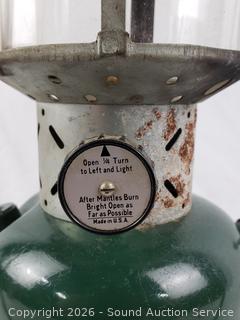 Open ¼ Turn
to Left and Light
After Mantles Burn
Bright Open as
Far as Possible
Made in U.S.A.
Copyright 2026 - Sound Auction Service